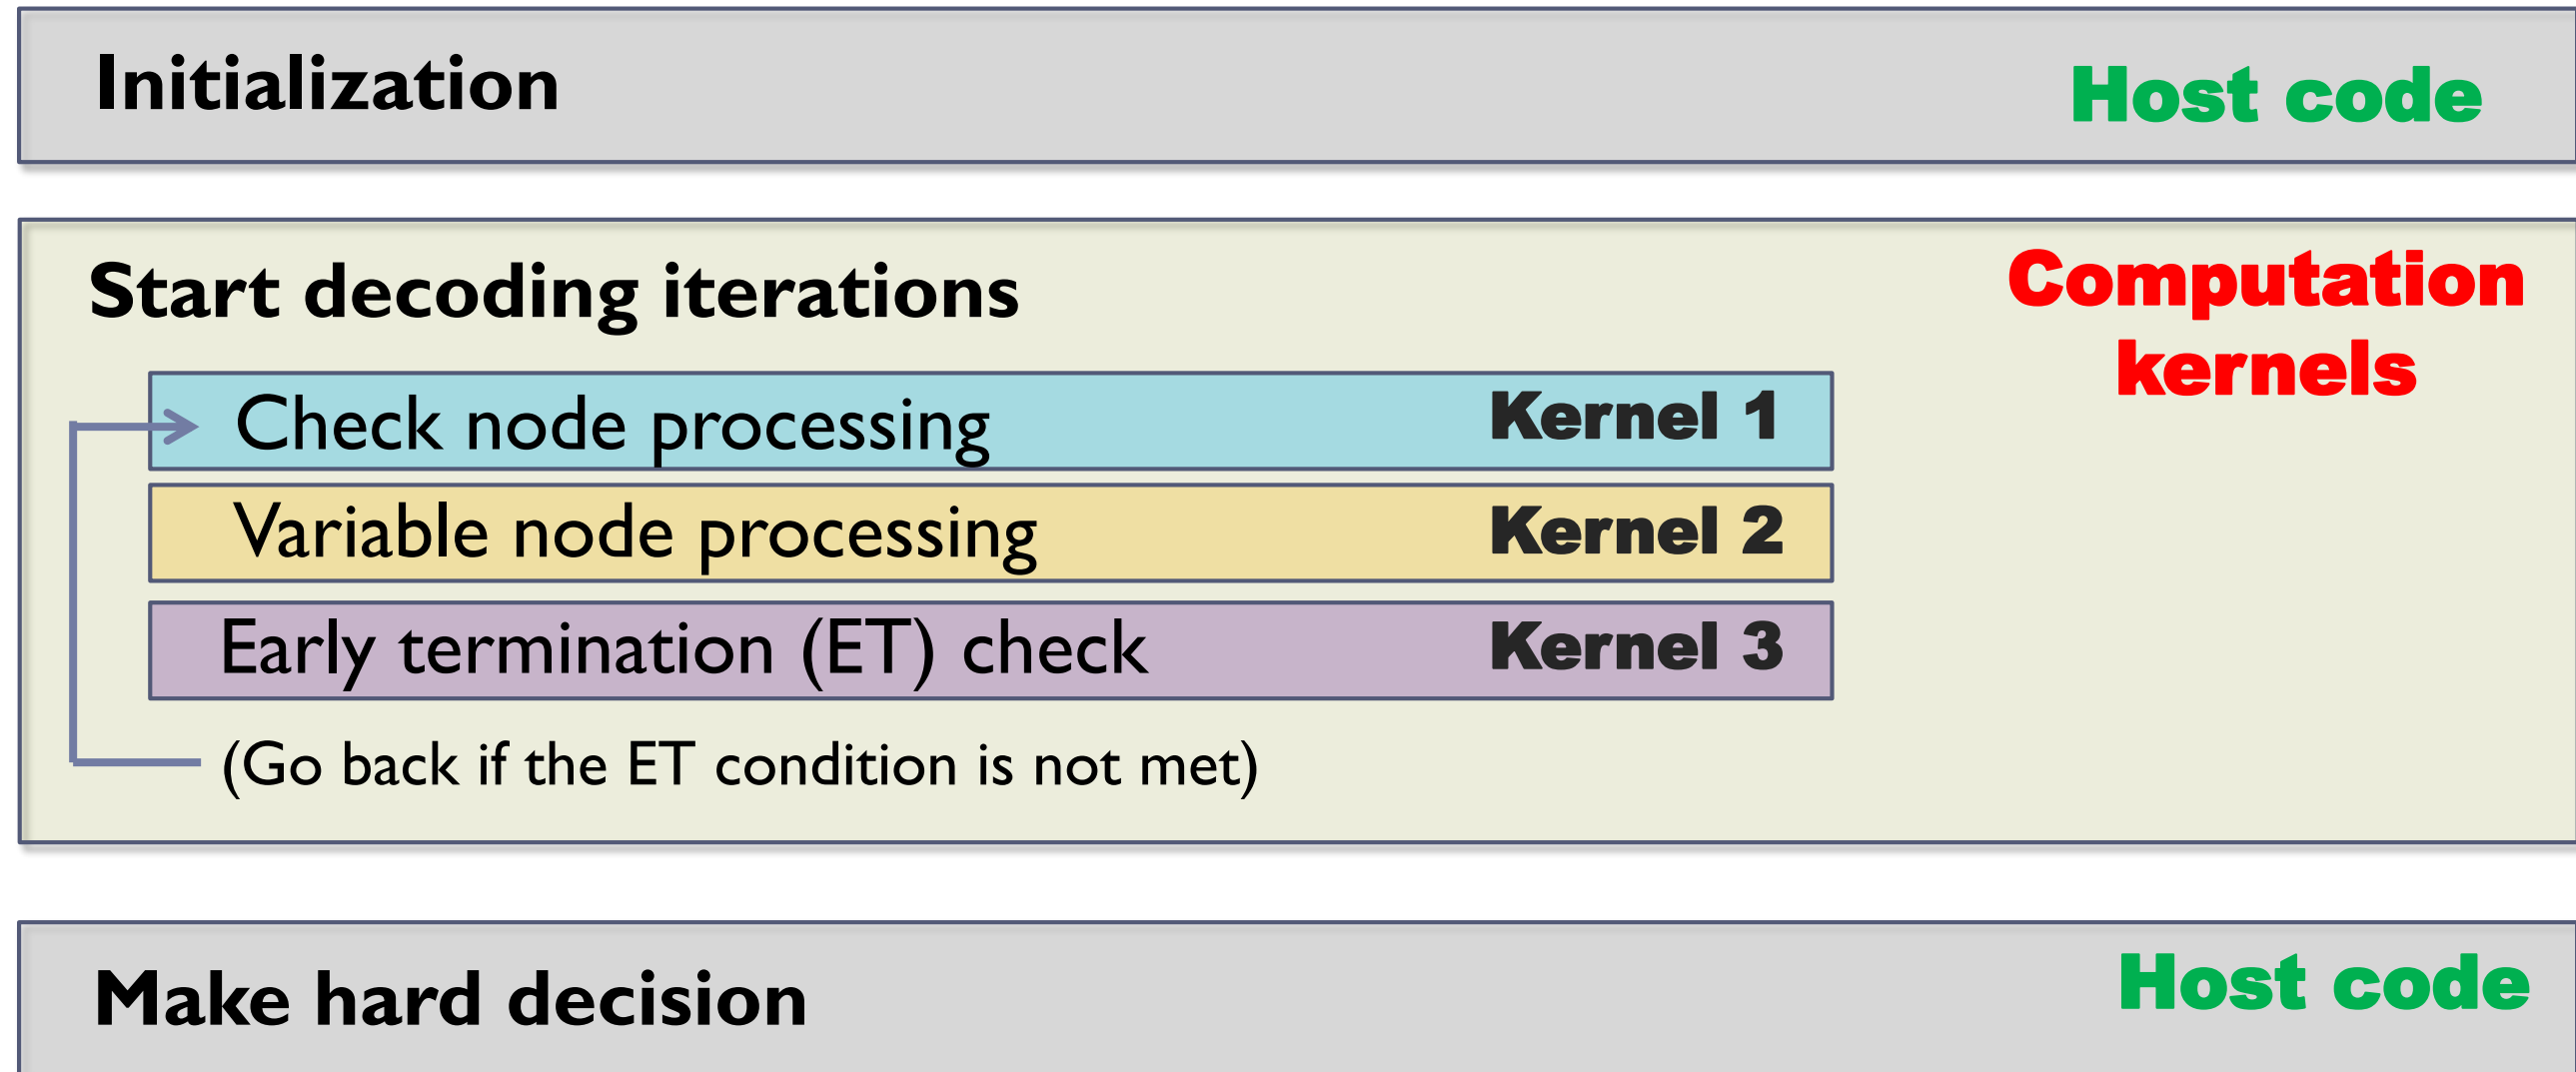 Initialization
Host code
Start decoding iterations
Computation
kernels
Check node processing
Kernel 1
Variable node processing
Kernel 2
Early termination (ET) check
Kernel 3
(Go back if the ET condition is not met)
Make hard decision
Host code